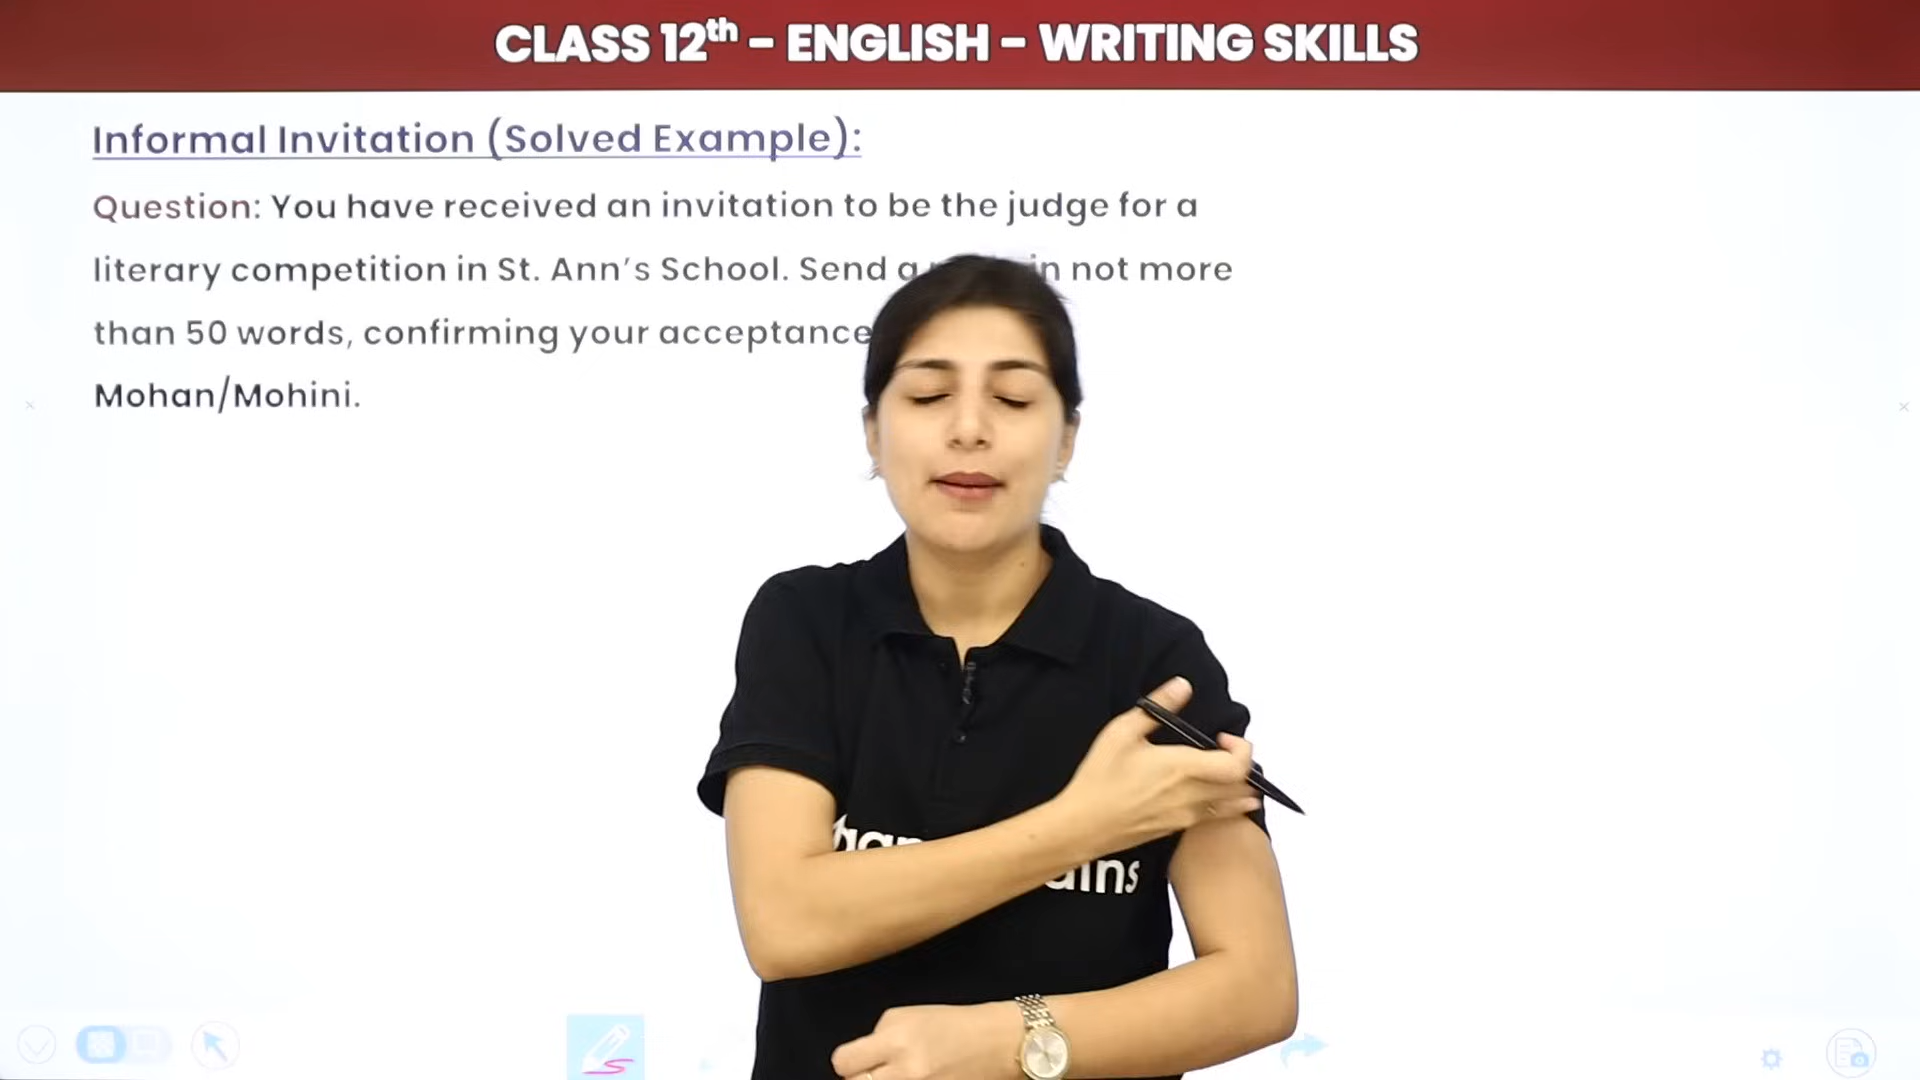 CLASS 12th – ENGLISH – WRITING SKILLS
Informal Invitation (Solved Example):
Question: You have received an invitation to be the judge for a
literary competition in St. Ann's School. Send a in not more
than 50 words, confirming your acceptance
Mohan/Mohini.